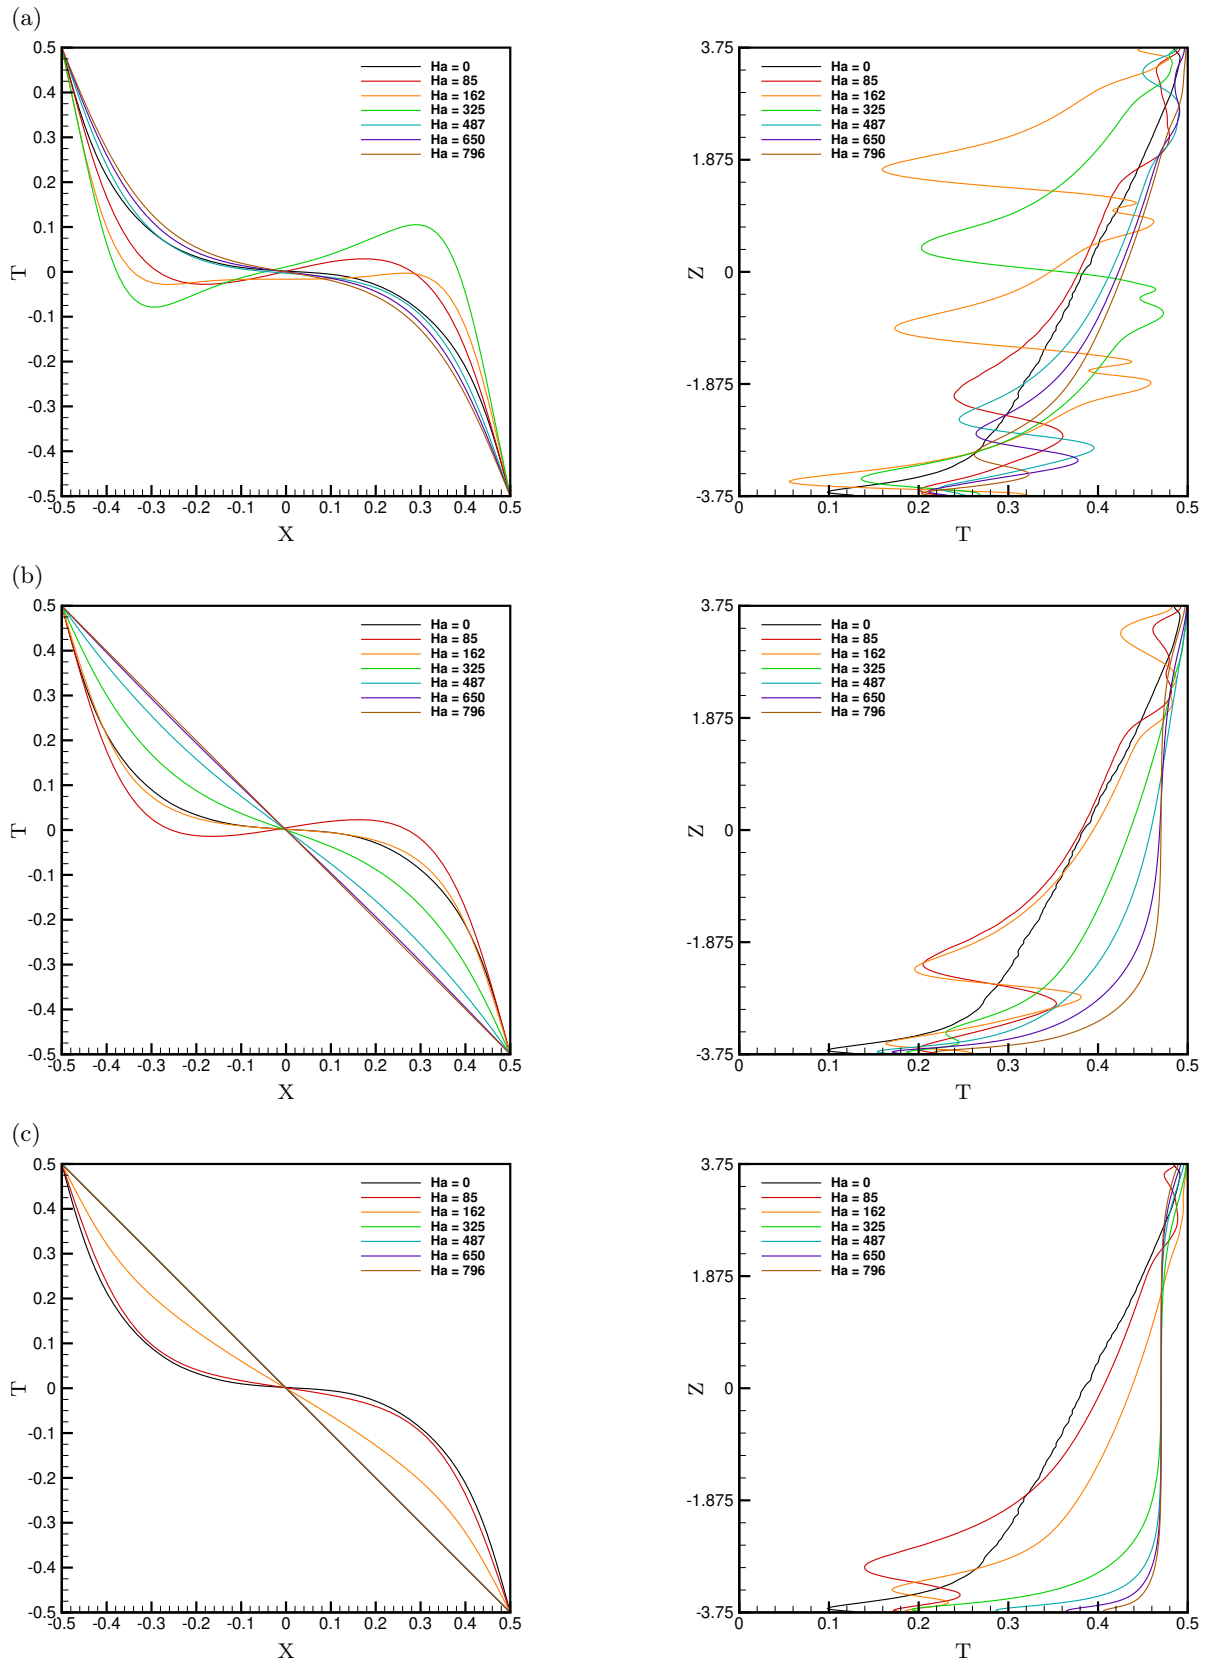 (a)
0.5
0.4
0.3
0.2
0.1
0
-0.1
-0.2
-0.3
-0.4
-0.5
T
-0.5 -0.4 -0.3 -0.2 -0.1 0 0.1 0.2 0.3 0.4 0.5
X
Ha = 0
Ha = 85
Ha = 162
Ha = 325
Ha = 487
Ha = 650
Ha = 796
3.75
1.875
0
-1.875
-3.75
Z
0 0.1 0.2 0.3 0.4 0.5
T
Ha = 0
Ha = 85
Ha = 162
Ha = 325
Ha = 487
Ha = 650
Ha = 796
(b)
0.5
0.4
0.3
0.2
0.1
0
-0.1
-0.2
-0.3
-0.4
-0.5
T
-0.5 -0.4 -0.3 -0.2 -0.1 0 0.1 0.2 0.3 0.4 0.5
X
Ha = 0
Ha = 85
Ha = 162
Ha = 325
Ha = 487
Ha = 650
Ha = 796
3.75
1.875
0
-1.875
-3.75
Z
0.1 0.2 0.3 0.4 0.5
T
Ha = 0
Ha = 85
Ha = 162
Ha = 325
Ha = 487
Ha = 650
Ha = 796
(c)
0.5
0.4
0.3
0.2
0.1
0
-0.1
-0.2
-0.3
-0.4
-0.5
T
-0.5 -0.4 -0.3 -0.2 -0.1 0 0.1 0.2 0.3 0.4 0.5
X
Ha = 0
Ha = 85
Ha = 162
Ha = 325
Ha = 487
Ha = 650
Ha = 796
3.75
1.875
0
-1.875
-3.75
Z
0.1 0.2 0.3 0.4 0.5
T
Ha = 0
Ha = 85
Ha = 162
Ha = 325
Ha = 487
Ha = 650
Ha = 796